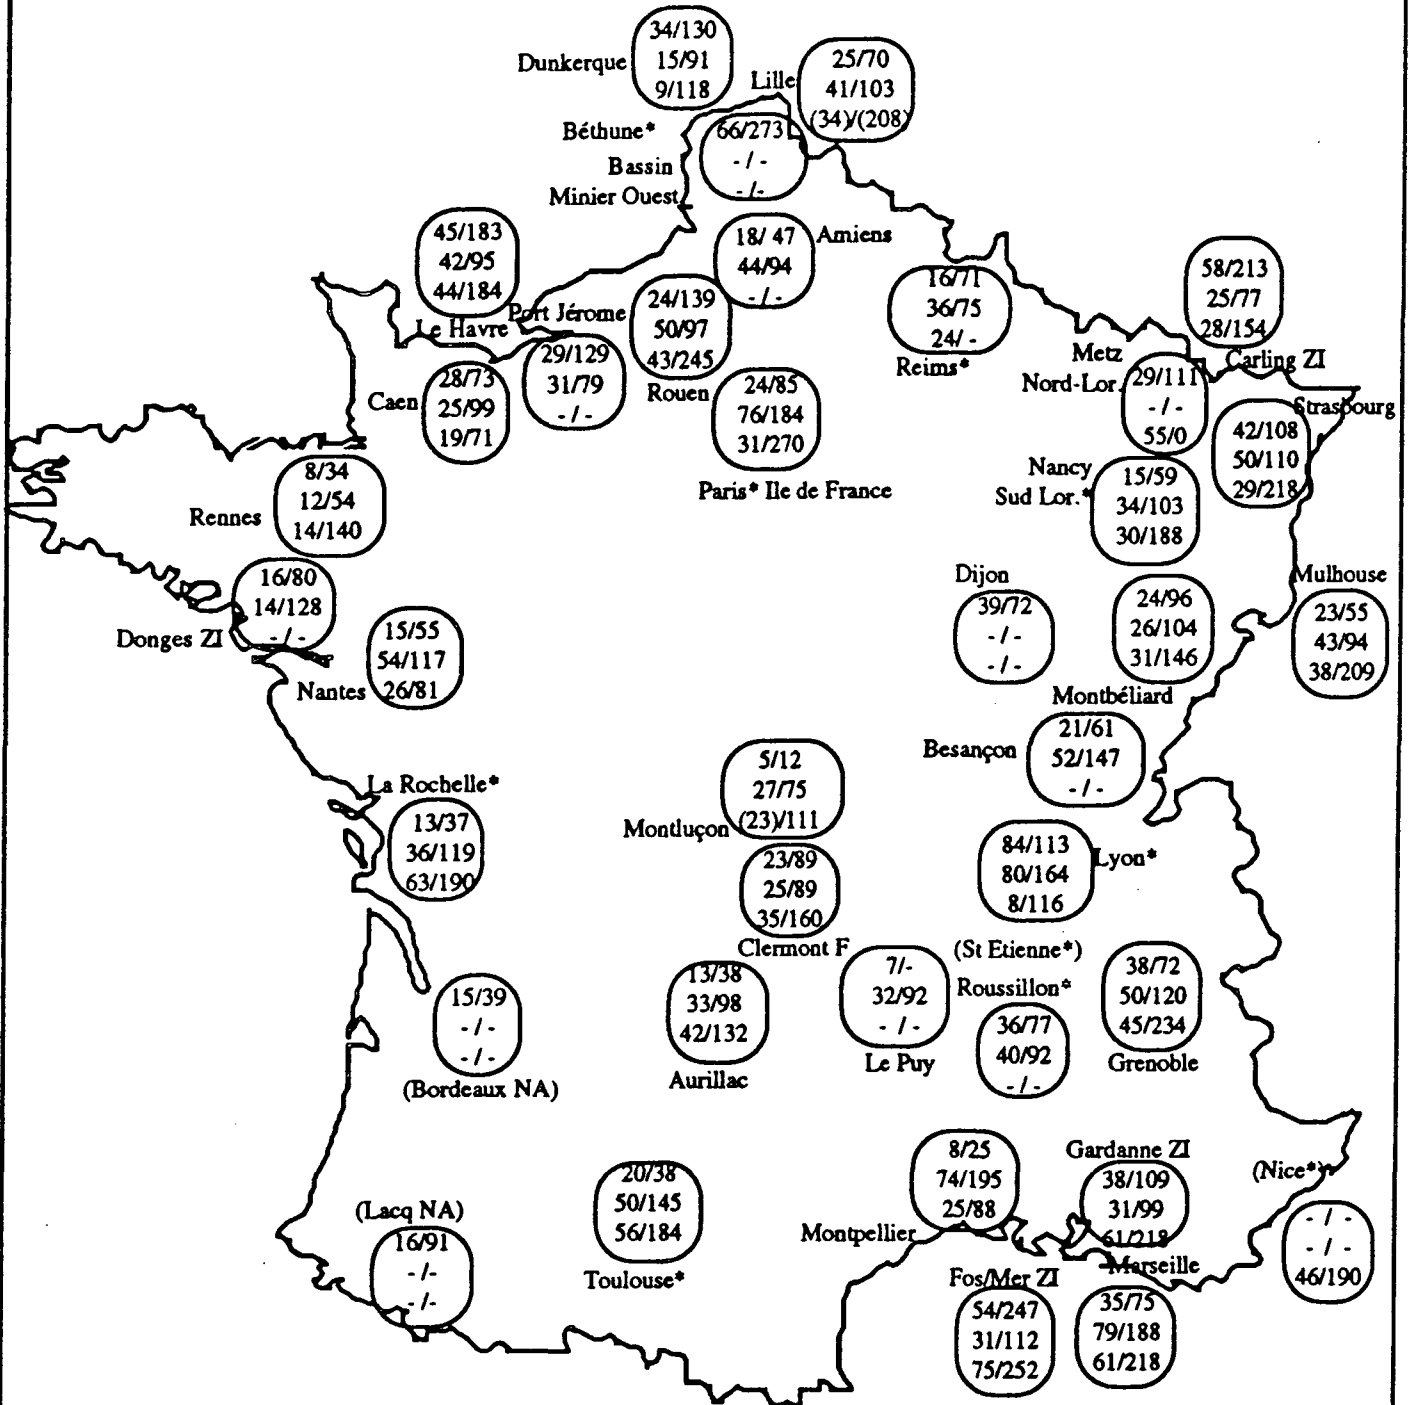 34/130
15/91
9/118
Dunkerque
Lille
25/70
41/103
(34)/(208)
Béthune*
Bassin
Minier Ouest
66/273
- / -
- /-
45/183
42/95
44/184
Le Havre
18/ 47
44/94
- / -
Amiens
Port Jérome
29/129
31/79
- / -
24/139
50/97
43/245
Rouen
16/71
36/75
24/ -
Reims*
58/213
25/77
28/154
Carling ZI
Metz
Nord-Lor.
29/111
- / -
55/0
Caen
28/73
25/99
19/71
24/85
76/184
31/270
Paris* Ile de France
Strasbourg
42/108
50/110
29/218
Nancy
Sud Lor.*
15/59
34/103
30/188
Rennes
8/34
12/54
14/140
16/80
14/128
- / -
Donges ZI
15/55
54/117
26/81
Nantes
Dijon
39/72
- / -
- / -
24/96
26/104
31/146
Montbéliard
Mulhouse
23/55
43/94
38/209
Besançon
21/61
52/147
- / -
La Rochelle*
13/37
36/119
63/190
5/12
27/75
(23)/111
Montluçon
23/89
25/89
35/160
Clermont F
84/113
80/164
8/116
Lyon*
(St Etienne*)
Roussillon*
36/77
40/92
- / -
7/-
32/92
- / -
Le Puy
38/72
50/120
45/234
Grenoble
13/38
33/98
42/132
Aurillac
15/39
- / -
- / -
(Bordeaux NA)
(Lacq NA)
16/91
- /-
- /-
20/38
50/145
56/184
Toulouse*
8/25
74/195
25/88
Montpellier
Gardanne ZI
38/109
31/99
61/218
(Nice*)
- / -
- / -
46/190
Fos/Mer ZI
54/247
31/112
75/252
Marseille
35/75
79/188
61/218